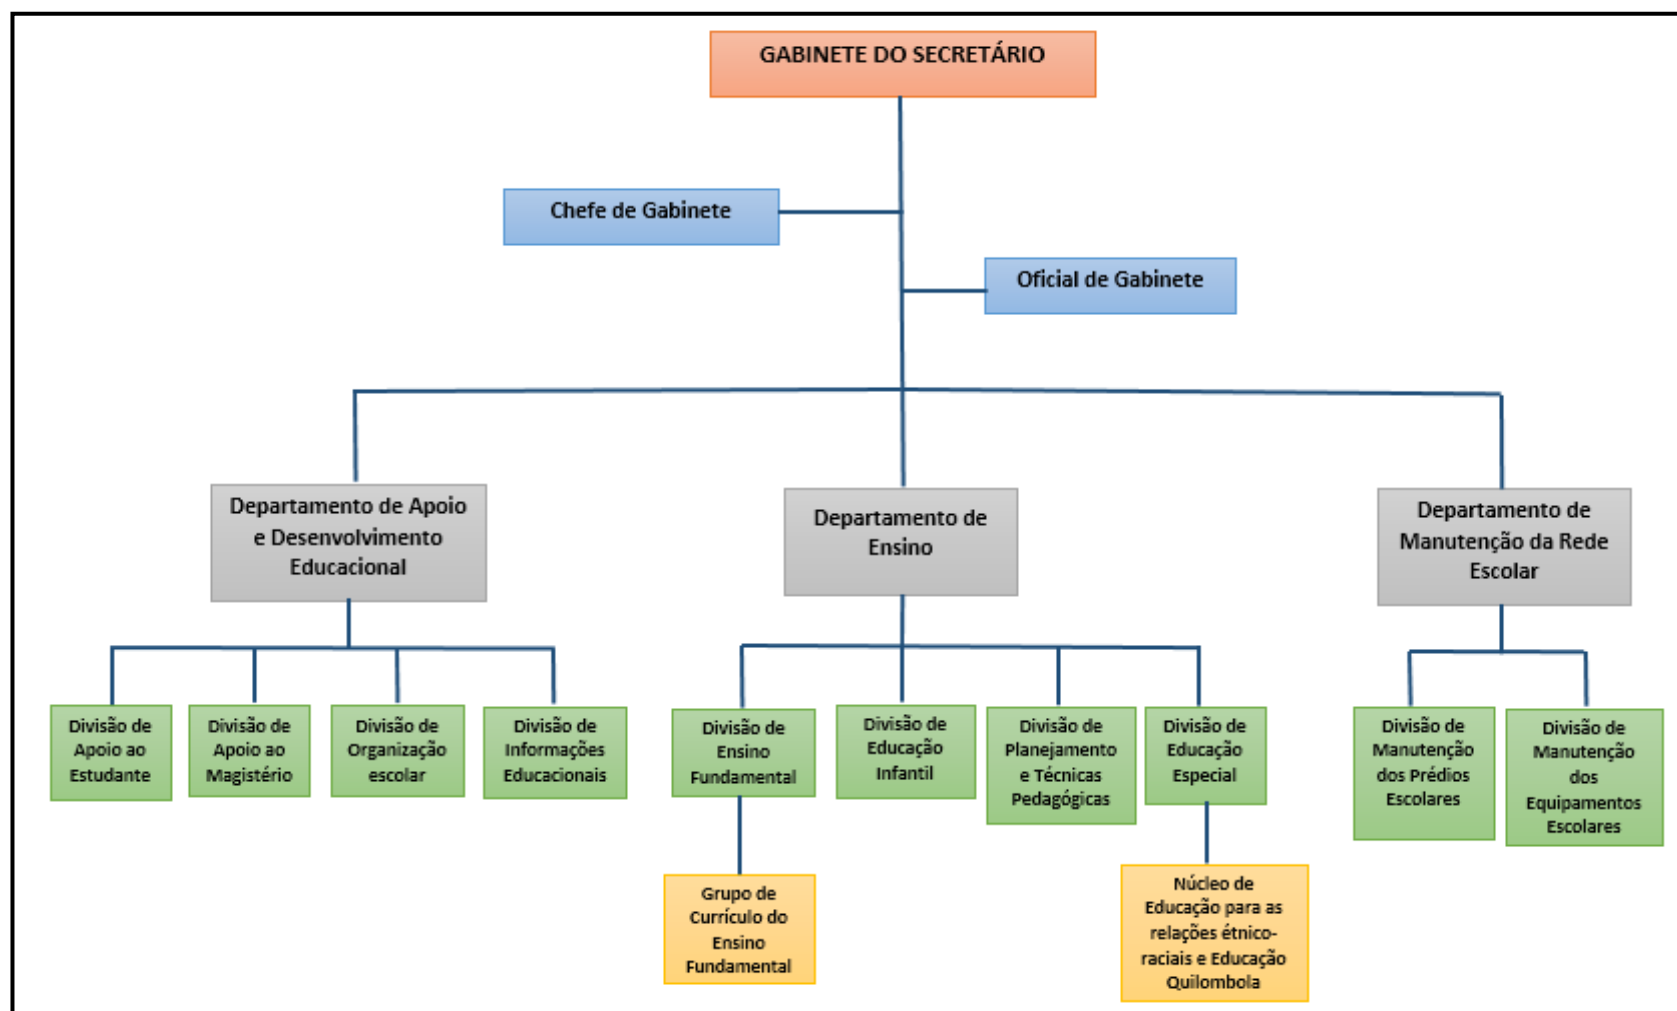 GABINETE DO SECRETÁRIO
Chefe de Gabinete
Oficial de Gabinete
Departamento de Apoio
e Desenvolvimento
Educacional
Departamento de
Ensino
Departamento de
Manutenção da Rede
Escolar
Divisão de
Apoio ao
Estudante
Divisão de
Apoio ao
Magistério
Divisão de
Organização
escolar
Divisão de
Informações
Educacionais
Divisão de
Ensino
Fundamental
Divisão de
Educação
Infantil
Divisão de
Planejamento
e Técnicas
Pedagógicas
Divisão de
Educação
Especial
Divisão de
Manutenção
dos Prédios
Escolares
Divisão de
Manutenção
dos
Equipamentos
Escolares
Grupo de
Currículo do
Ensino
Fundamental
Núcleo de
Educação para as
relações étnico-
raciais e Educação
Quilombola